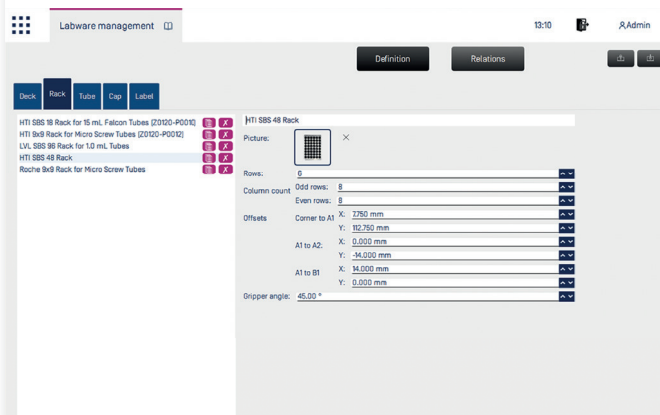 Labware management
13:10
Admin
Definition Relations
Deck Rack Tube Cap Label
HTI SBS 18 Rack for 15 mL Falcon Tubes (Z0120-P0010)
HTI 9x9 Rack for Micro Screw Tubes (Z0120-P0012)
LVL SBS 96 Rack for 1.0 mL Tubes
HTI SBS 48 Rack
Roche 9x9 Rack for Micro Screw Tubes
HTI SBS 48 Rack
Picture:
Rows: 6
Column count Odd rows: 8
Even rows: 8
Offsets Corner to A1 X: 7.750 mm
Y: 112.750 mm
A1 to A2: X: 0.000 mm
Y: -14.000 mm
A1 to B1 X: 14.000 mm
Y: 0.000 mm
Gripper angle: 45.00 °